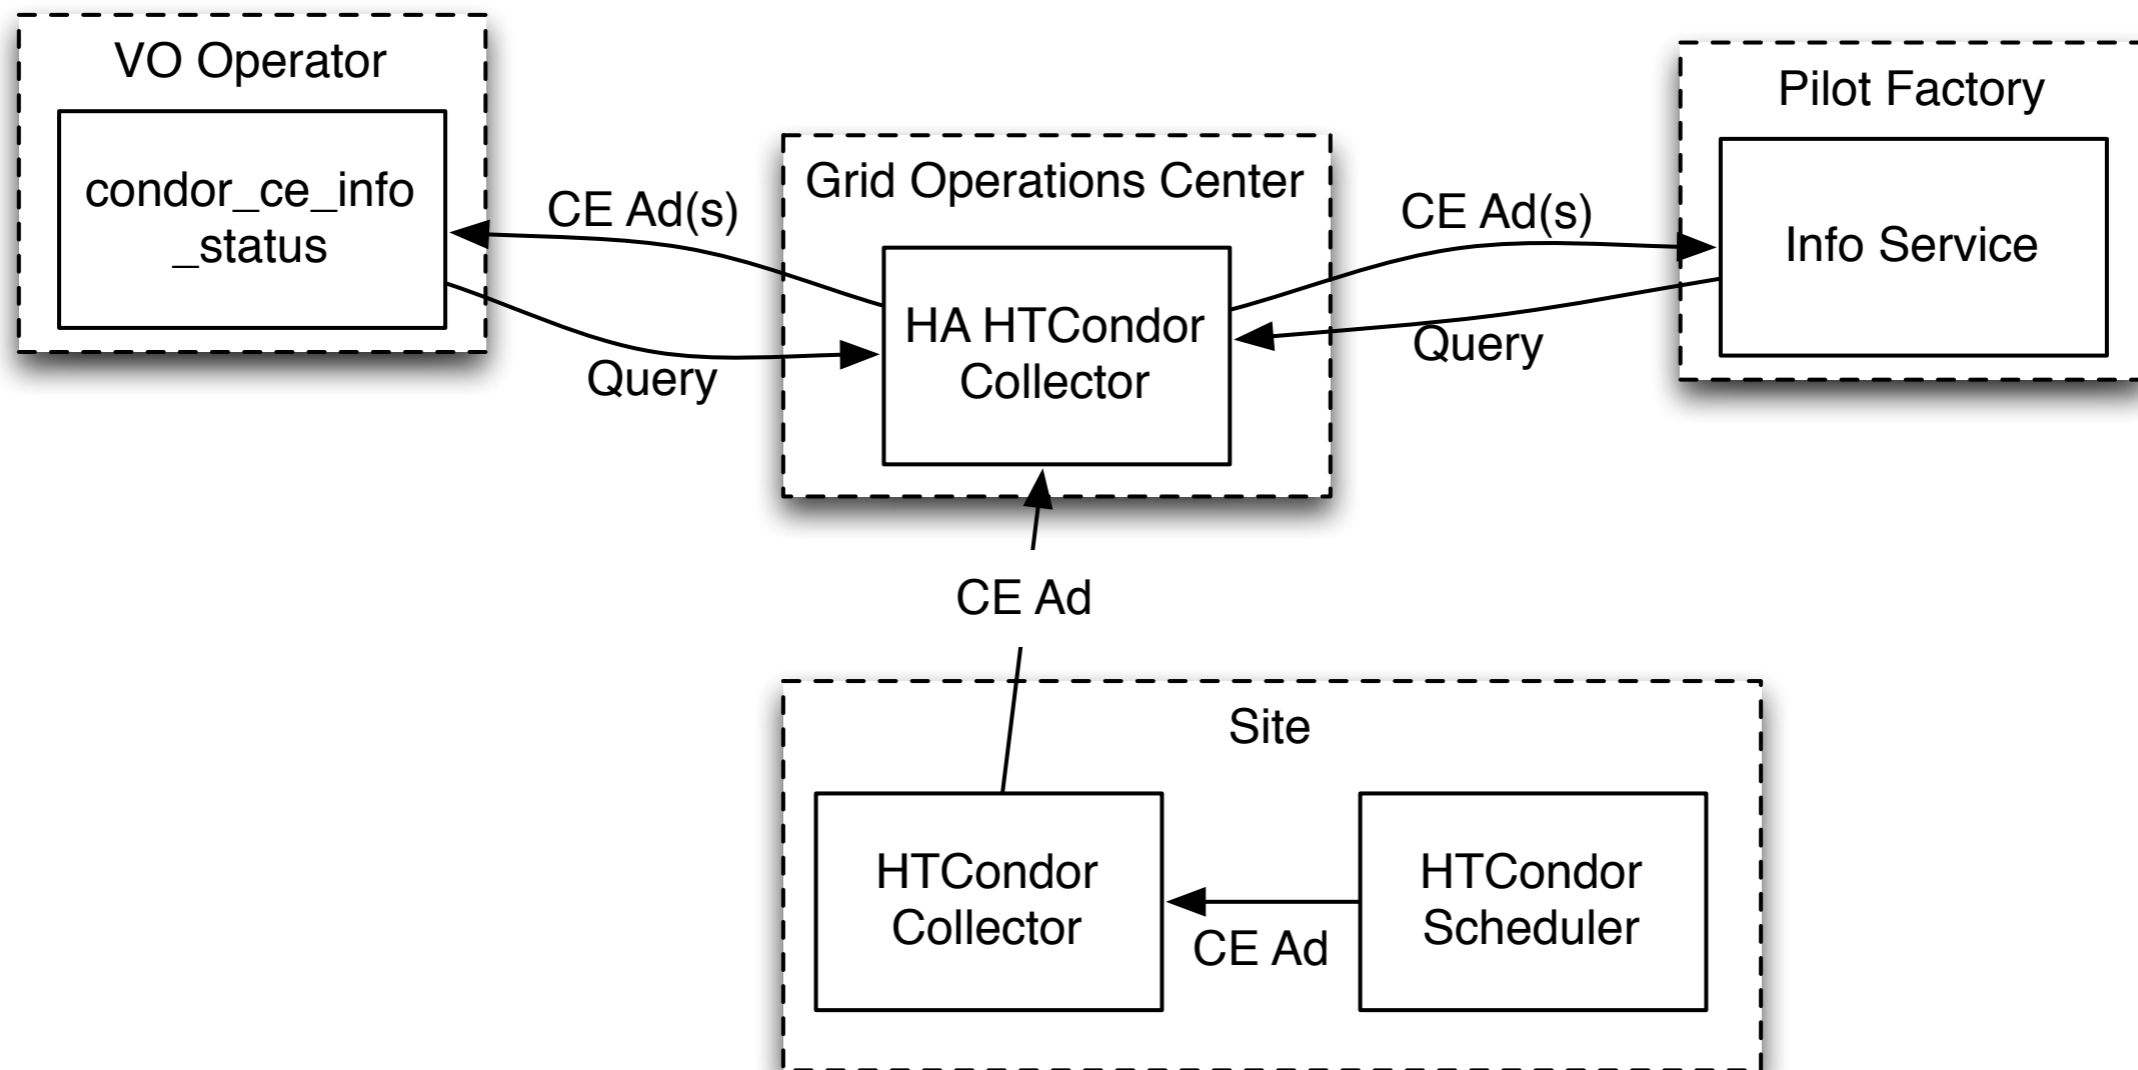 VO Operator
condor_ce_info
_status
CE Ad(s)
Query
Grid Operations Center
HA HTCondor
Collector
CE Ad(s)
Query
Pilot Factory
Info Service
CE Ad
Site
HTCondor
Collector
CE Ad
HTCondor
Scheduler